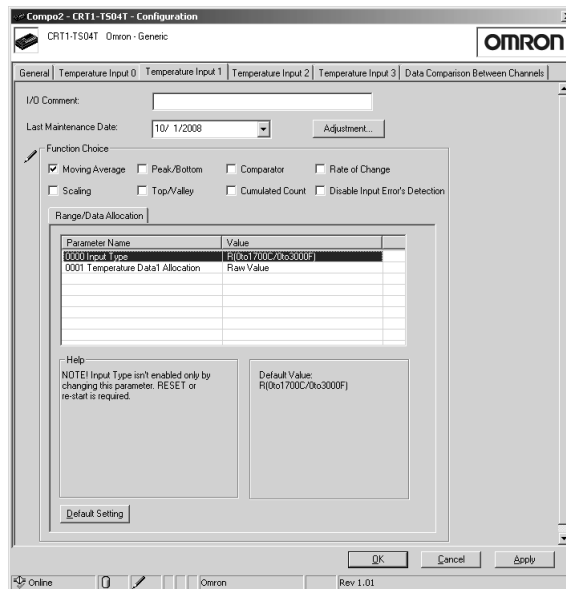 Compo2 - CRT1-TS04T - Configuration
CRT1-TS04T Omron - Generic
OMRON
General Temperature Input 0 Temperature Input 1 Temperature Input 2 Temperature Input 3 Data Comparison Between Channels
I/O Comment:
Last Maintenance Date: 10/ 1/2008 Adjustment...
Function Choice
Moving Average Peak/Bottom Comparator Rate of Change
Scaling Top/Valley Cumulated Count Disable Input Error's Detection
Range/Data Allocation
Parameter Name Value
0000 Input Type R(0to1700C/0to3000F)
0001 Temperature Data1 Allocation Raw Value
Help
NOTE! Input Type isn't enabled only by
changing this parameter. RESET or
re-start is required.
Default Value:
R(0to1700C/0to3000F)
Default Setting
OK Cancel Apply
Online Omron Rev 1.01